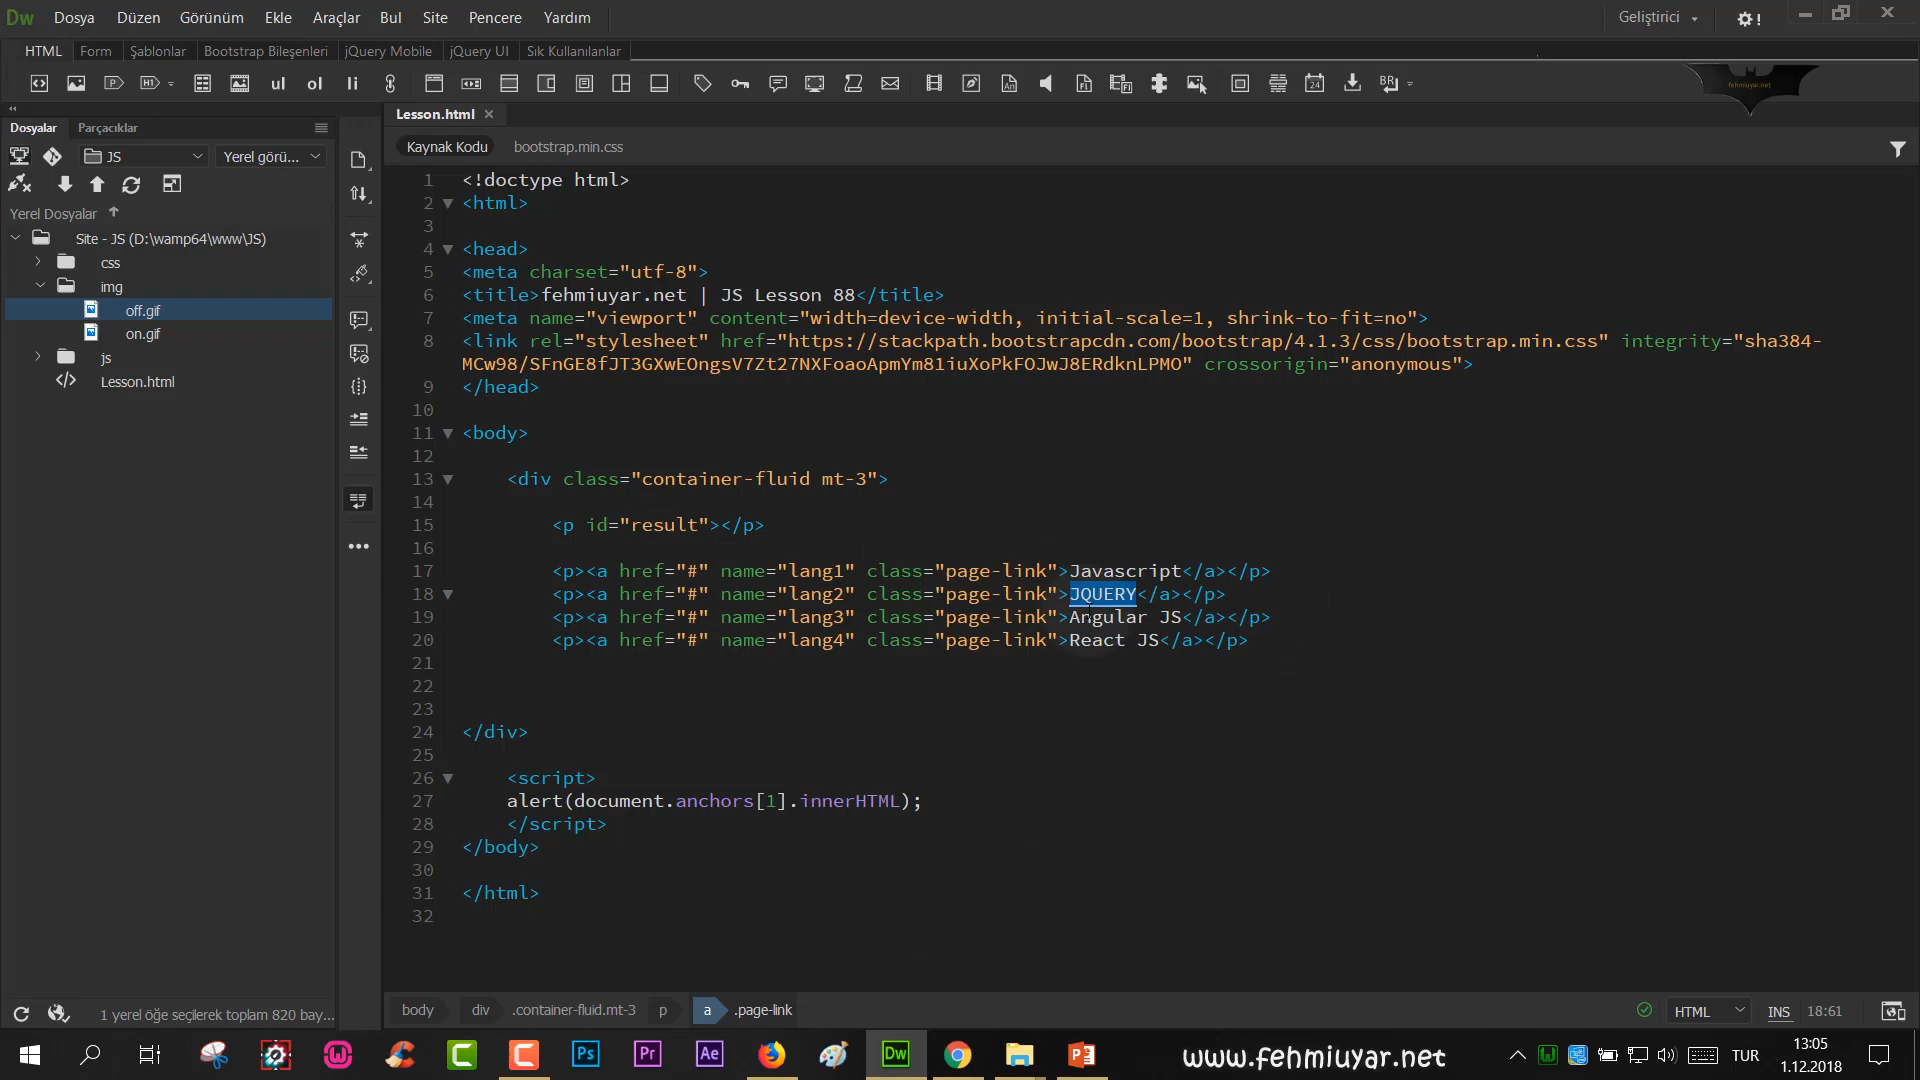 Dw Dosya Düzen Görünüm Ekle Araçlar Bul Site Pencere Yardım Geliştirici
HTML Form Şablonlar Bootstrap Bileşenleri jQuery Mobile jQuery UI Sık Kullanılanlar
fehmiuyar.net
Dosyalar Parçacıklar
JS Yerel görü...
Yerel Dosyalar
Site - JS (D:\wamp64\www\JS)
css
img
off.gif
on.gif
js
Lesson.html
1 yerel öğe seçilerek toplam 820 bay...
Lesson.html
Kaynak Kodu bootstrap.min.css
1 <!doctype html>
2 <html>
3
4 <head>
5 <meta charset="utf-8">
6 <title>fehmiuyar.net | JS Lesson 88</title>
7 <meta name="viewport" content="width=device-width, initial-scale=1, shrink-to-fit=no">
8 <link rel="stylesheet" href="https://stackpath.bootstrapcdn.com/bootstrap/4.1.3/css/bootstrap.min.css" integrity="sha384-
MCw98/SFnGE8fJT3GXwEOngsV7Zt27NXFoaoApmYm81iuXoPkFOJwJ8ERdknLPMO" crossorigin="anonymous">
9 </head>
10
11 <body>
12
13 <div class="container-fluid mt-3">
14
15 <p id="result"></p>
16
17 <p><a href="#" name="lang1" class="page-link">Javascript</a></p>
18 <p><a href="#" name="lang2" class="page-link">JQUERY</a></p>
19 <p><a href="#" name="lang3" class="page-link">Angular JS</a></p>
20 <p><a href="#" name="lang4" class="page-link">React JS</a></p>
21
22
23
24 </div>
25
26 <script>
27 alert(document.anchors[1].innerHTML);
28 </script>
29 </body>
30
31 </html>
32
body div .container-fluid.mt-3 p a .page-link HTML INS 18:61
Ps Pr Ae Dw www.fehmiuyar.net TUR 13:05
1.12.2018